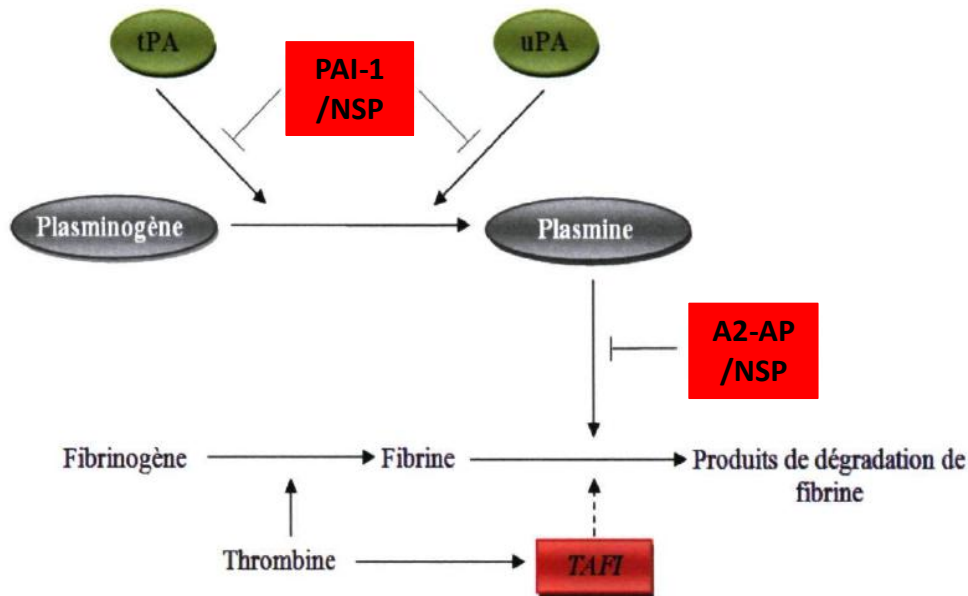 tPA
uPA
PAI-1
/NSP
Plasminogène
Plasmine
A2-AP
/NSP
Fibrinogène
Fibrine
Produits de dégradation de
fibrine
Thrombine
TAFI